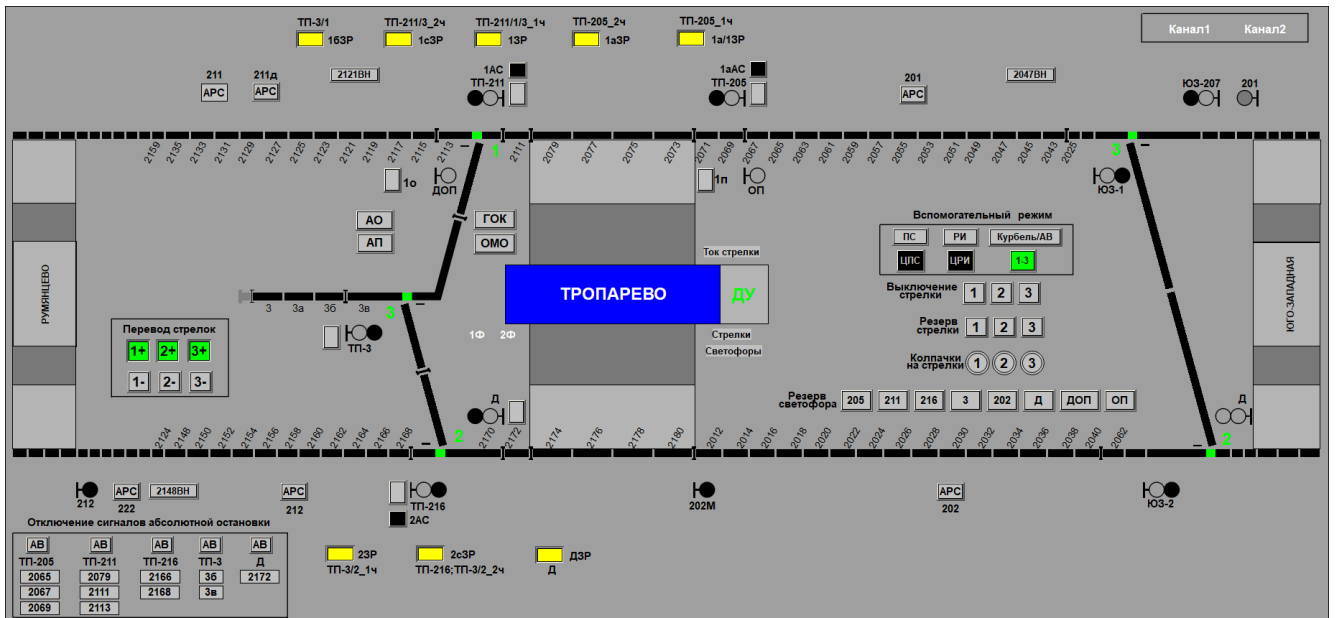 ТП-3/1 ТП-211/3_2ч ТП-211/1/3_1ч ТП-205_2ч ТП-205_1ч
1бЗР 1сЗР 1ЗР 1аЗР 1а/1ЗР
Канал1 Канал2
211 211д 2121ВН 1АС 1аАС 201 2047ВН
АРС АРС ТП-211 ТП-205 АРС ЮЗ-207 201
2159 2135 2133 2131 2129 2127 2125 2123 2121 2119 2117 2115 2113 1 2111 2079 2077 2075 2073 2071 2069 2067 2065 2063 2061 2059 2057 2055 2053 2051 2049 2047 2045 2043 2025 3
1о ДОП 1п ОП ЮЗ-1
АО ГОК
АП ОМО
Вспомогательный режим
ПС РИ Курбель/АВ
ЦПС ЦРИ 1-3
Ток стрелки
РУМЯНЦЕВО
ТРОПАРЕВО ДУ
ЮГО-ЗАПАДНАЯ
3 3а 3б 3в 3
1Ф 2Ф
Стрелки
Светофоры
Выключение
стрелки 1 2 3
Резерв
стрелки 1 2 3
Колпачки
на стрелки 1 2 3
Перевод стрелок
1+ 2+ 3+
1- 2- 3-
ТП-3
Резерв
светофора 205 211 216 3 202 Д ДОП ОП
Д Д
2124 2148 2150 2152 2154 2156 2158 2160 2162 2164 2166 2168 2 2170 2172 2174 2176 2178 2180 2012 2014 2016 2018 2020 2022 2024 2026 2028 2030 2032 2034 2036 2038 2040 2062 2
212 АРС 2148ВН АРС ТП-216 202М АРС ЮЗ-2
222 212 2АС 202
Отключение сигналов абсолютной остановки
АВ АВ АВ АВ АВ
ТП-205 ТП-211 ТП-216 ТП-3 Д
2065 2079 2166 3б 2172
2067 2111 2168 3в
2069 2113
2ЗР 2сЗР ДЗР
ТП-3/2_1ч ТП-216;ТП-3/2_2ч Д